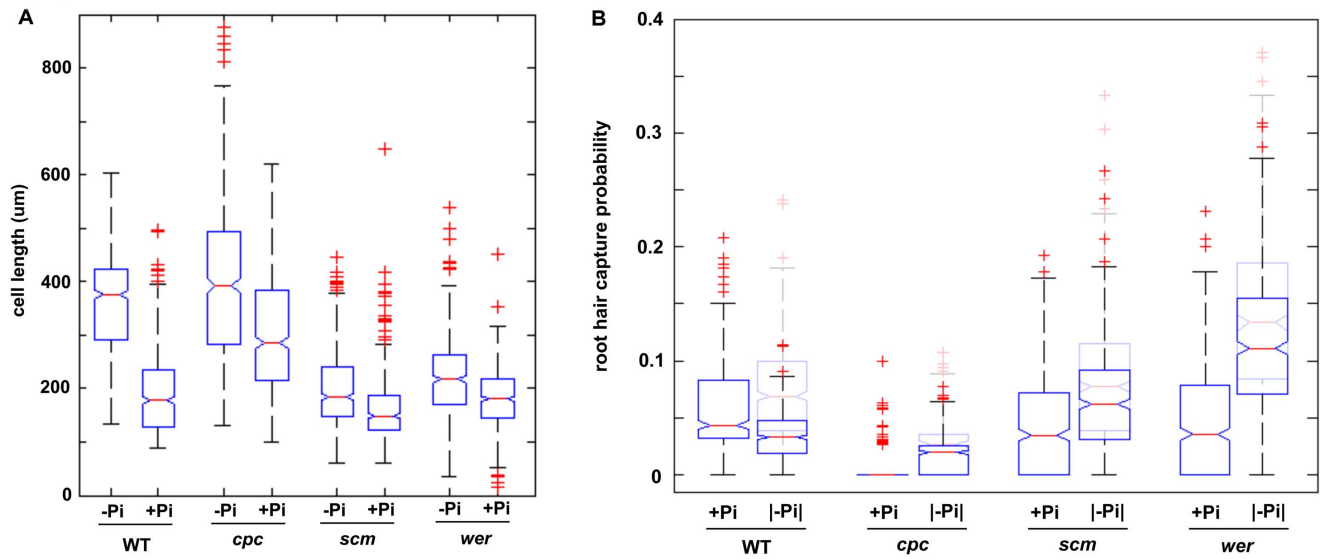 A
cell length (um)
800
600
400
200
0
-Pi +Pi -Pi +Pi -Pi +Pi -Pi +Pi
WT cpc scm wer
B
root hair capture probability
0.4
0.3
0.2
0.1
0
+Pi |-Pi| +Pi |-Pi| +Pi |-Pi| +Pi |-Pi|
WT cpc scm wer